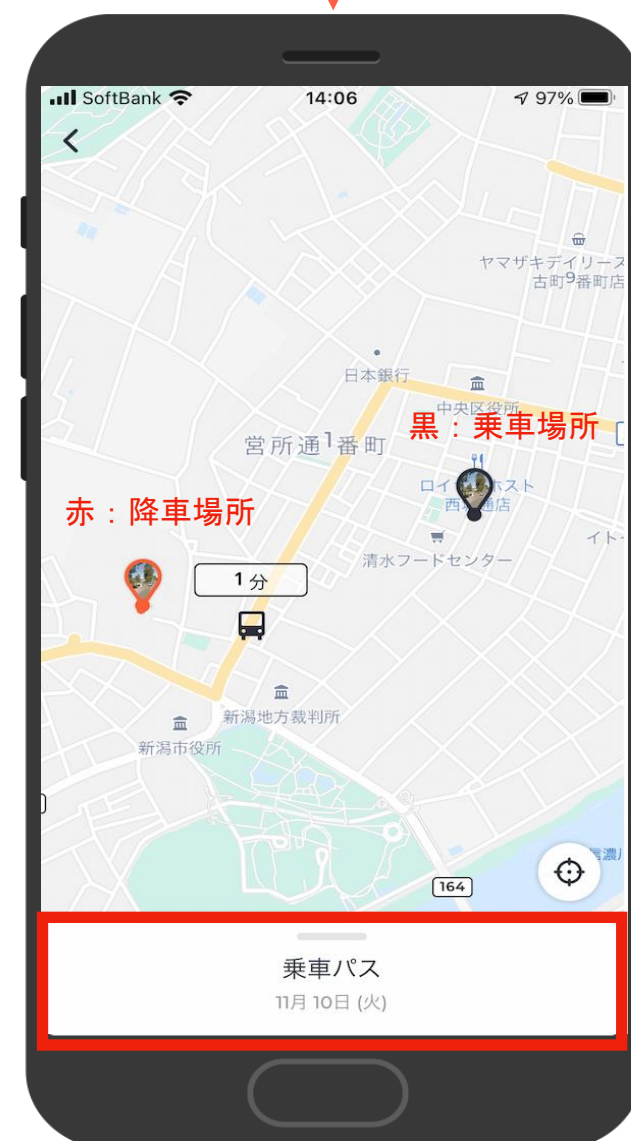 SoftBank 14:06 97%
ヤマザキデイリース
古町9番町店
日本銀行
中央区役所
黒：乗車場所
営所通1番町
ロイ ホスト
西 通店
赤：降車場所
イト
清水フードセンター
1分
新潟地方裁判所
新潟市役所
信濃川
164
乗車パス
11月 10日 (火)